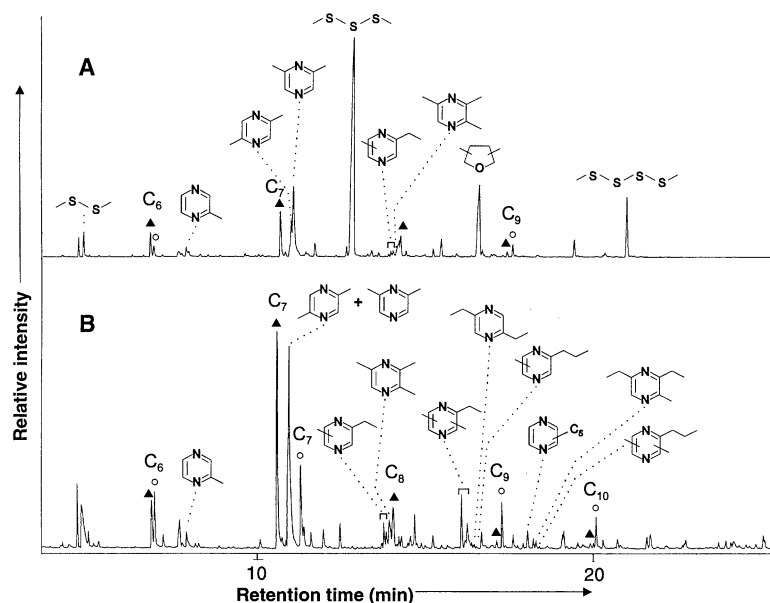 S S S
A
N N
N N
N N
N N
S S
C₆
N N
C₇
O
C₉
S S S S
Relative intensity
C₇
B
N N + N N
N N
N N
C₆
N N
C₇
N N
N N
N N
C₈
N N
C₉
N N C₅
N N
N N
C₁₀
10
20
Retention time (min)